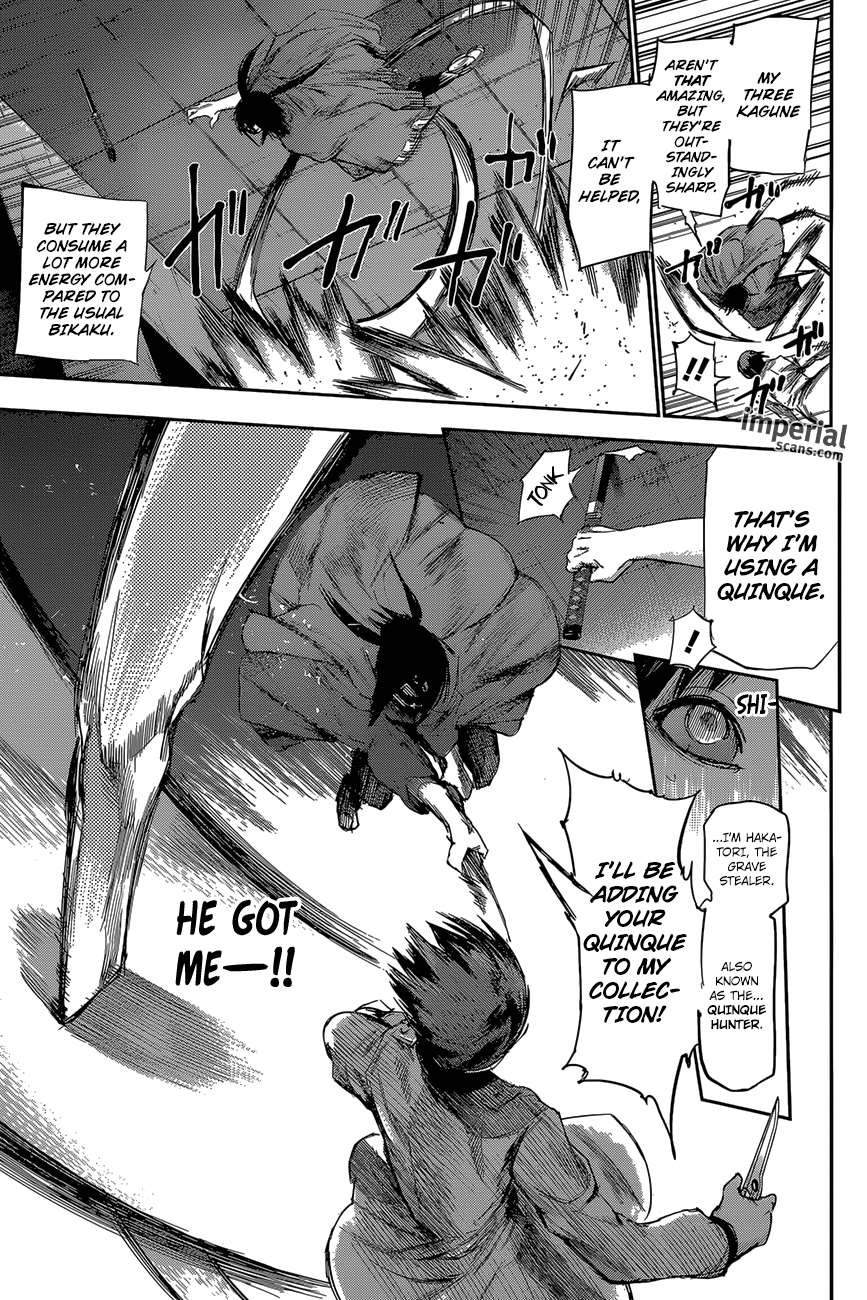 MY
THREE
KAGUNE
AREN'T
THAT
AMAZING,
BUT
THEY'RE
OUT-
STAND-
INGLY
SHARP.
IT
CAN'T
BE
HELPED,
ガガガッ
ガガッ
!!
BUT THEY
CONSUME A
LOT MORE
ENERGY COM-
PARED TO
THE USUAL
BIKAKU.
imperial
scans.com
THAT'S
WHY I'M
USING A
QUINQUE.
TONK
!
SHI-
...I'M HAKA-
TORI, THE
GRAVE
STEALER.
ALSO
KNOWN
AS THE...
QUINQUE
HUNTER.
I'LL BE
ADDING
YOUR
QUINQUE
TO MY
COLLEC-
TION!
HE GOT
ME—!!